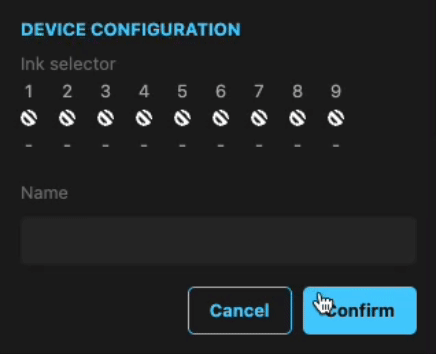 DEVICE CONFIGURATION
Ink selector
1 2 3 4 5 6 7 8 9
- - - - - - - - -
Name
Cancel Confirm